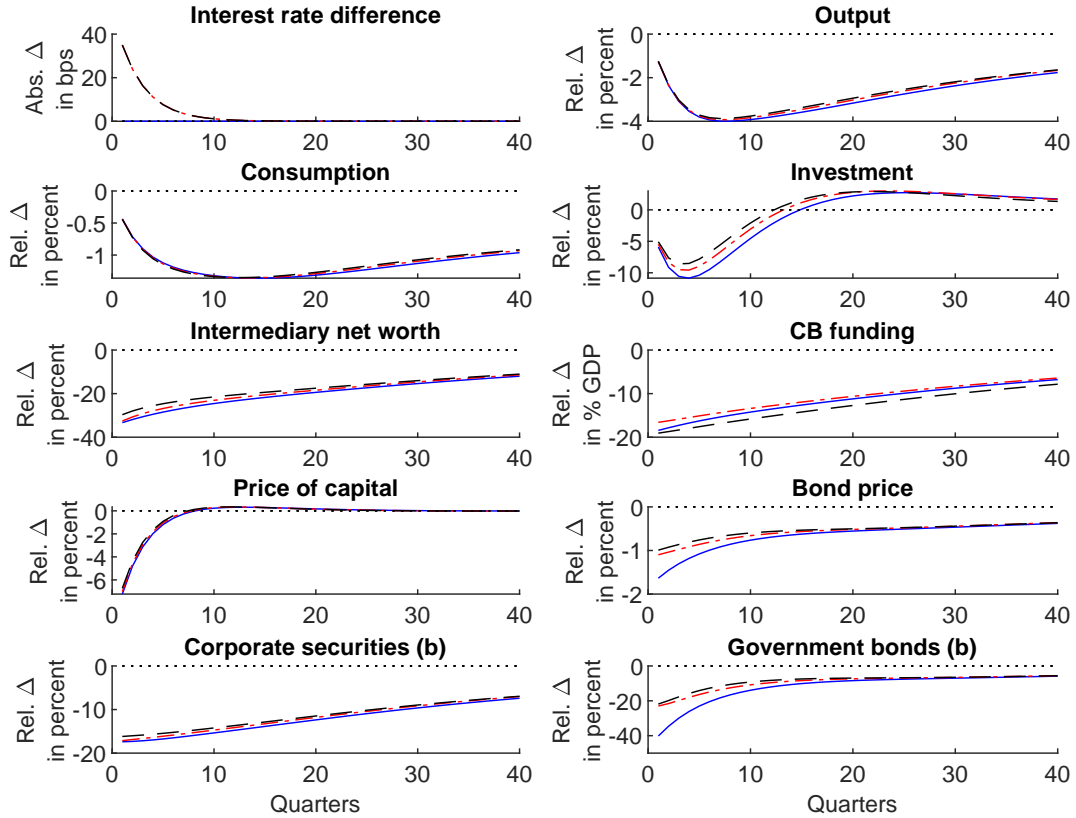 Interest rate difference
Abs. Δ
in bps
40
20
0
0 10 20 30 40
Output
Rel. Δ
in percent
0
-2
-4
0 10 20 30 40
Consumption
Rel. Δ
in percent
0
-0.5
-1
0 10 20 30 40
Investment
Rel. Δ
in percent
0
-5
-10
0 10 20 30 40
Intermediary net worth
Rel. Δ
in percent
0
-20
-40
0 10 20 30 40
CB funding
Rel. Δ
in % GDP
0
-10
-20
0 10 20 30 40
Price of capital
Rel. Δ
in percent
0
-2
-4
-6
0 10 20 30 40
Bond price
Rel. Δ
in percent
0
-1
-2
0 10 20 30 40
Corporate securities (b)
Rel. Δ
in percent
0
-10
-20
0 10 20 30 40
Quarters
Government bonds (b)
Rel. Δ
in percent
0
-20
-40
0 10 20 30 40
Quarters